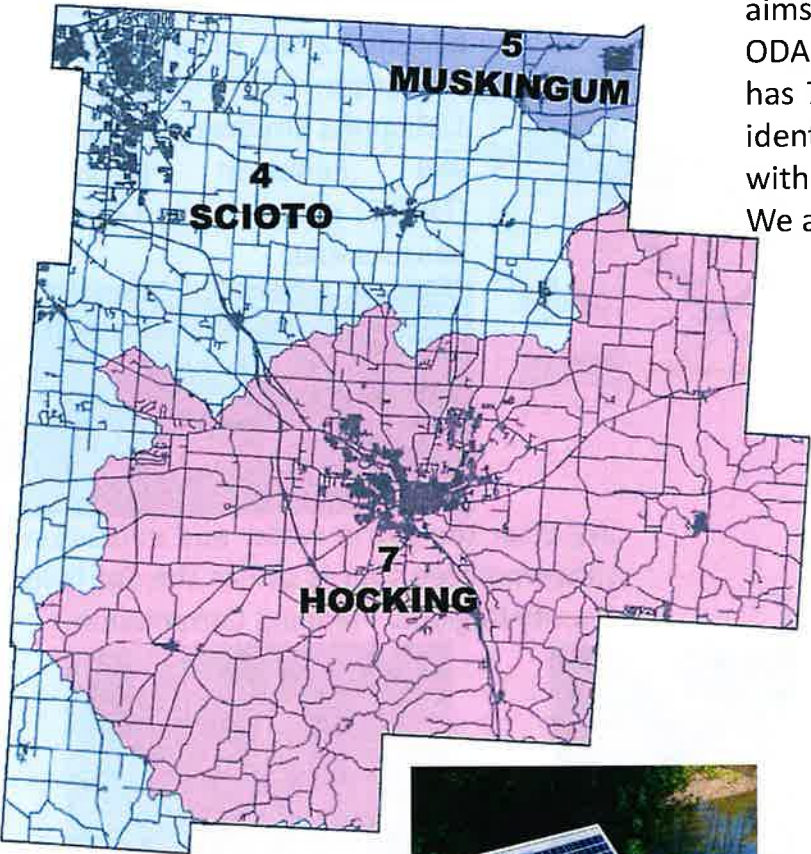 5
MUSKINGUM
4
SCIOTO
7
HOCKING
aims
ODA
has
ident
with
We a